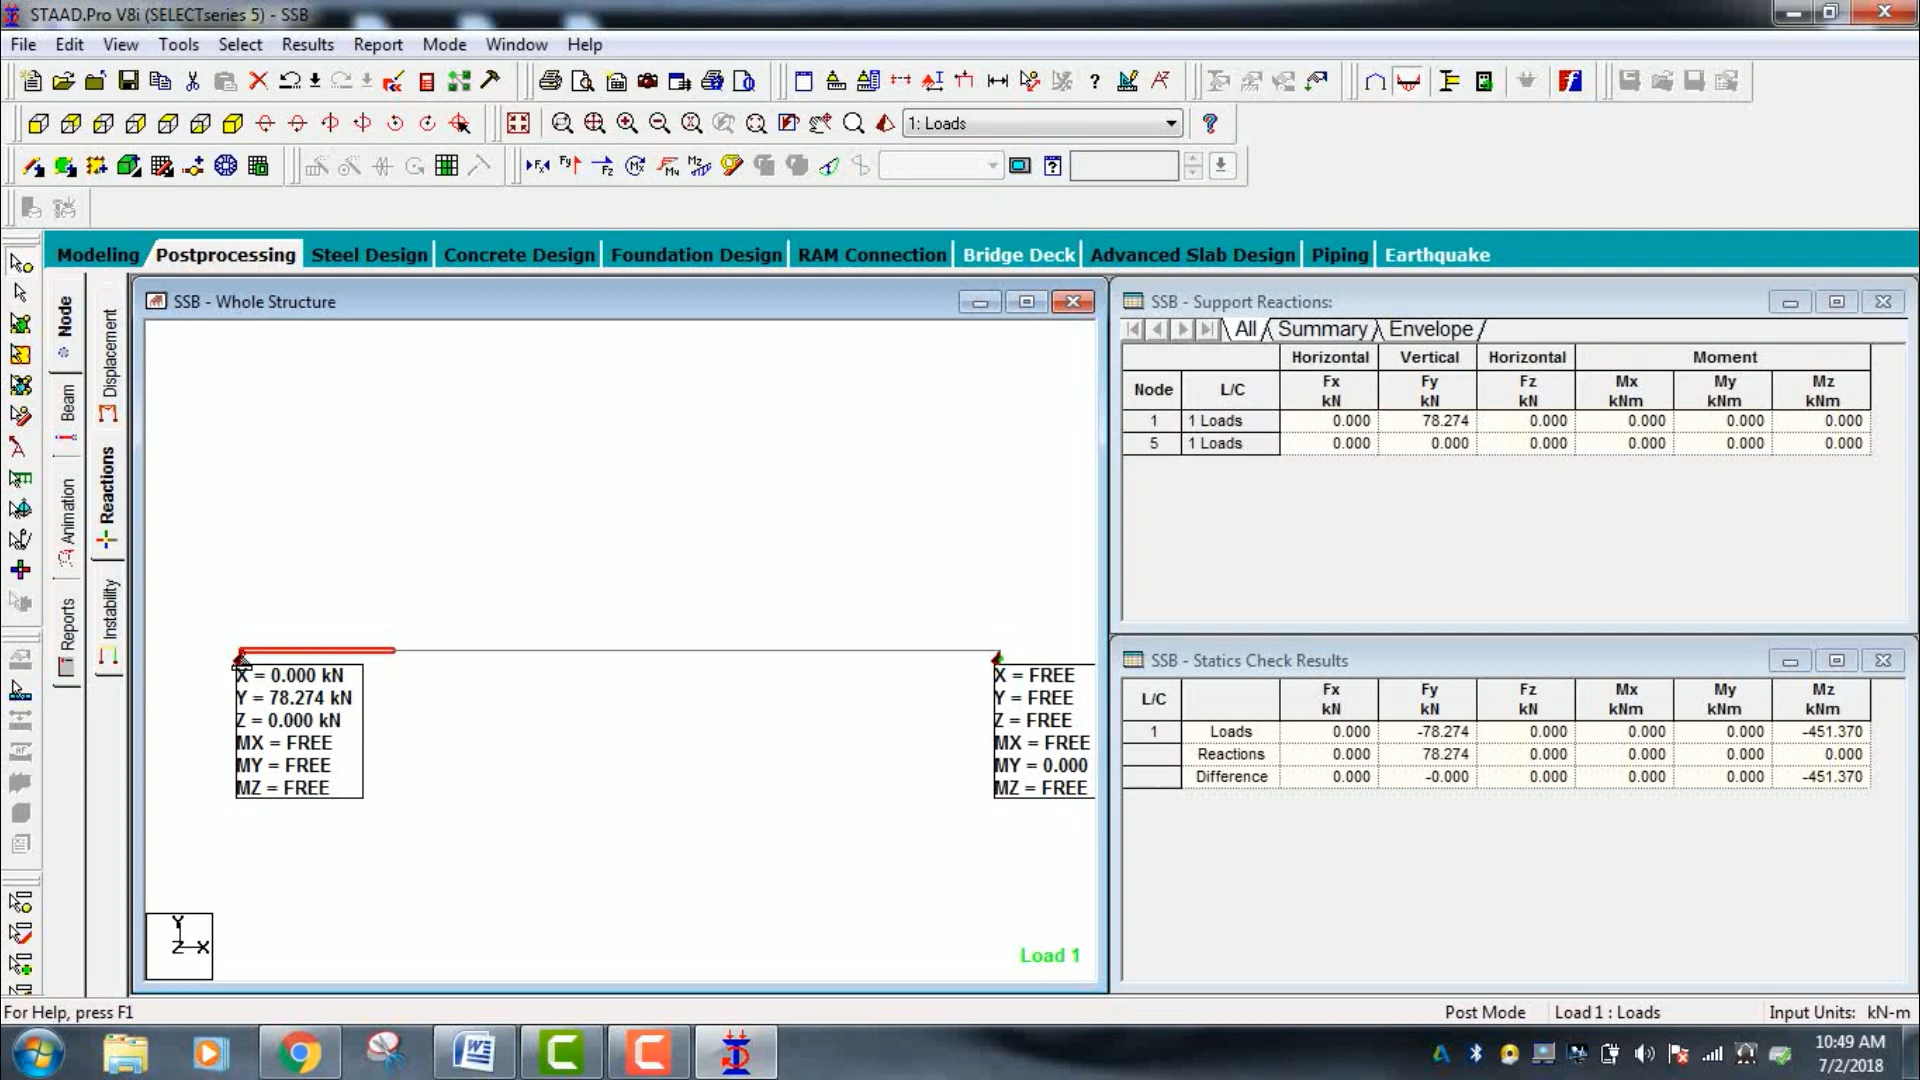 STAAD.Pro V8i (SELECTseries 5) - SSB
File Edit View Tools Select Results Report Mode Window Help
1: Loads
Modeling Postprocessing Steel Design Concrete Design Foundation Design RAM Connection Bridge Deck Advanced Slab Design Piping Earthquake
Node
Beam
Animation
Reports
Displacement
Reactions
Instability
SSB - Whole Structure
X = 0.000 kN
Y = 78.274 kN
Z = 0.000 kN
MX = FREE
MY = FREE
MZ = FREE
X = FREE
Y = FREE
Z = FREE
MX = FREE
MY = 0.000
MZ = FREE
Y
Z X
Load 1
SSB - Support Reactions:
All Summary Envelope
Horizontal Vertical Horizontal Moment
Node L/C Fx kN Fy kN Fz kN Mx kNm My kNm Mz kNm
1 1 Loads 0.000 78.274 0.000 0.000 0.000 0.000
5 1 Loads 0.000 0.000 0.000 0.000 0.000 0.000
SSB - Statics Check Results
L/C Fx kN Fy kN Fz kN Mx kNm My kNm Mz kNm
1 Loads 0.000 -78.274 0.000 0.000 0.000 -451.370
Reactions 0.000 78.274 0.000 0.000 0.000 0.000
Difference 0.000 -0.000 0.000 0.000 0.000 -451.370
For Help, press F1
Post Mode Load 1 : Loads Input Units: kN-m
10:49 AM
7/2/2018